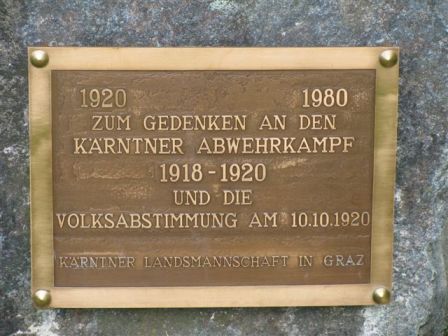 1920 1980
ZUM GEDENKEN AN DEN
KÄRNTNER ABWEHRKAMPF
1918-1920
UND DIE
VOLKSABSTIMMUNG AM 10.10.1920
KÄRNTNER LANDSMANNSCHAFT IN GRAZ